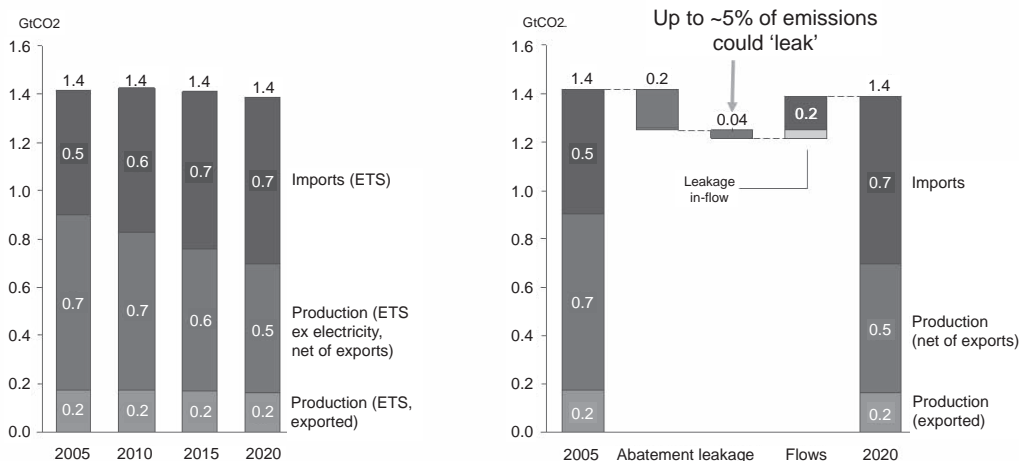 GtCO2
1.6
1.4
1.2
1.0
0.8
0.6
0.4
0.2
0.0
1.4
1.4
1.4
1.4
0.5
0.6
0.7
0.7
Imports (ETS)
0.7
0.7
0.6
0.5
Production (ETS
ex electricity,
net of exports)
0.2
0.2
0.2
0.2
Production (ETS,
exported)
2005
2010
2015
2020
GtCO2.
Up to ~5% of emissions
could ‘leak’
1.6
1.4
1.2
1.0
0.8
0.6
0.4
0.2
0.0
1.4
0.2
0.04
0.2
1.4
Leakage
in-flow
0.5
0.7
Imports
0.7
0.5
Production
(net of exports)
0.2
0.2
Production
(exported)
2005
Abatement leakage
Flows
2020